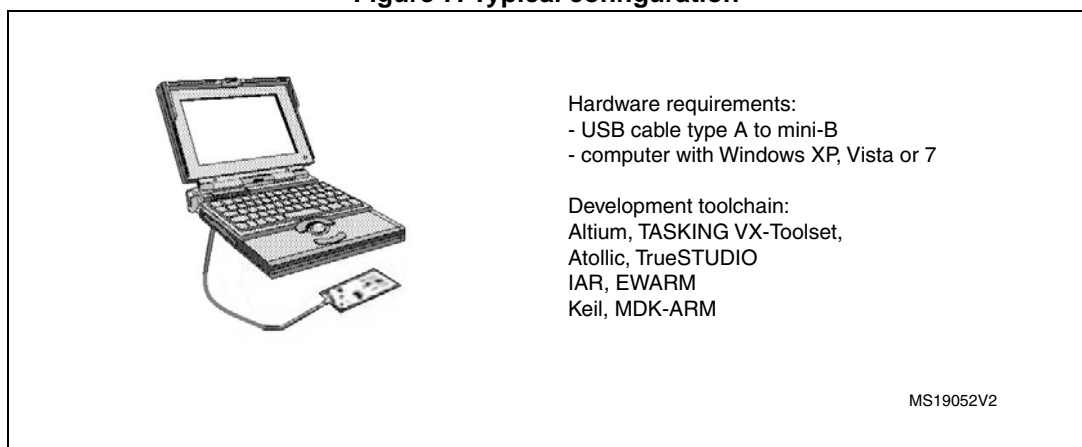 Hardware requirements:
- USB cable type A to mini-B
- computer with Windows XP, Vista or 7
Development toolchain:
Altium, TASKING VX-Toolset,
Atollic, TrueSTUDIO
IAR, EWARM
Keil, MDK-ARM
MS19052V2